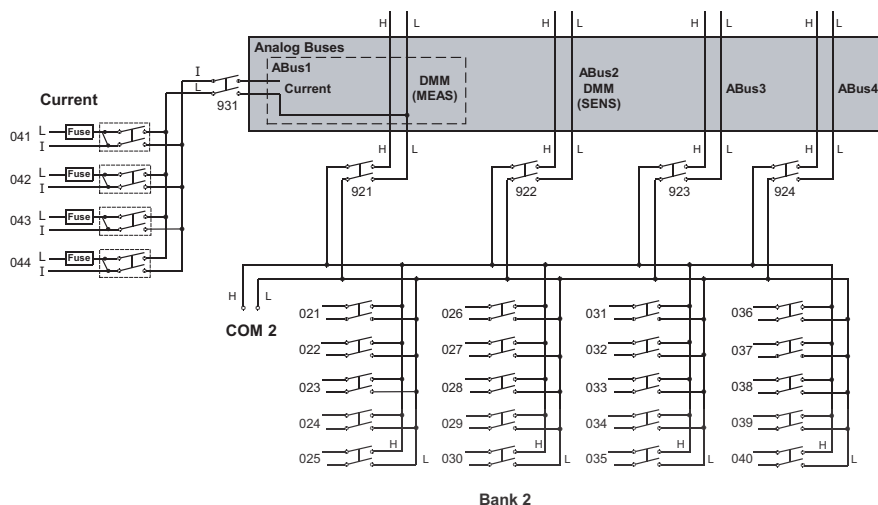 H L H L H L H L
Analog Buses
ABus1
Current
DMM
(MEAS)
ABus2
DMM
(SENS)
ABus3
ABus4
I
L
931
Current
041 L Fuse
I
042 L Fuse
I
043 L Fuse
I
044 L Fuse
I
H L H L H L H L
921 922 923 924
H L
COM 2
021 026 031 036
022 027 032 037
023 028 033 038
024 029 034 039
H H H H
025 L 030 L 035 L 040 L
Bank 2